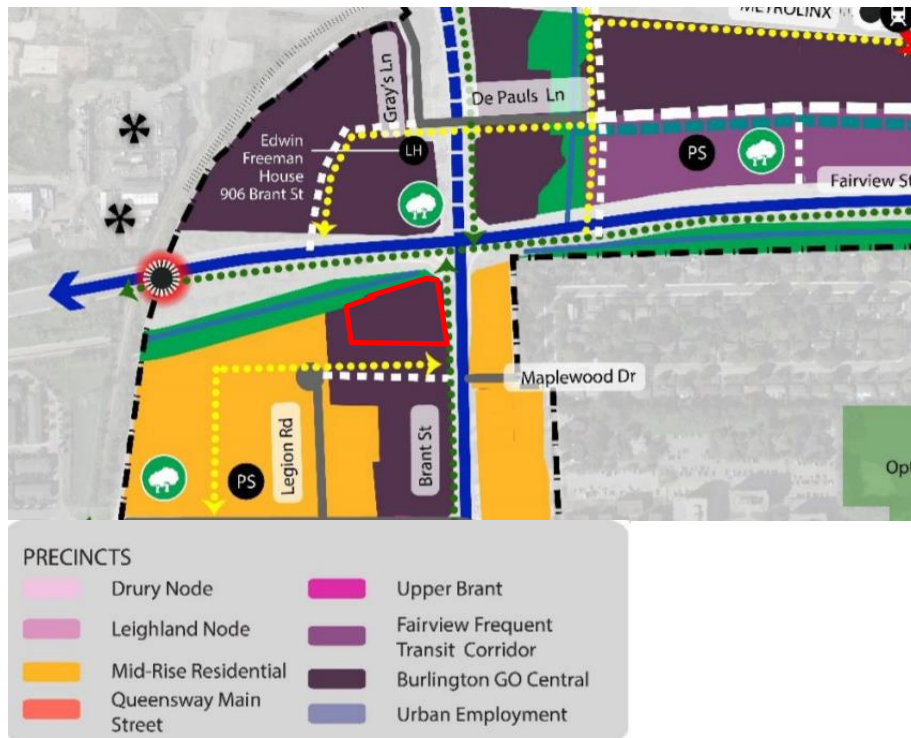 METROLINX
Gray's Ln
De Pauls Ln
Edwin
Freeman
House
906 Brant St
LH
PS
Fairview St
Maplewood Dr
Legion Rd
Brant St
PS
Opt
PRECINCTS
Drury Node
Leighland Node
Mid-Rise Residential
Queensway Main
Street
Upper Brant
Fairview Frequent
Transit Corridor
Burlington GO Central
Urban Employment